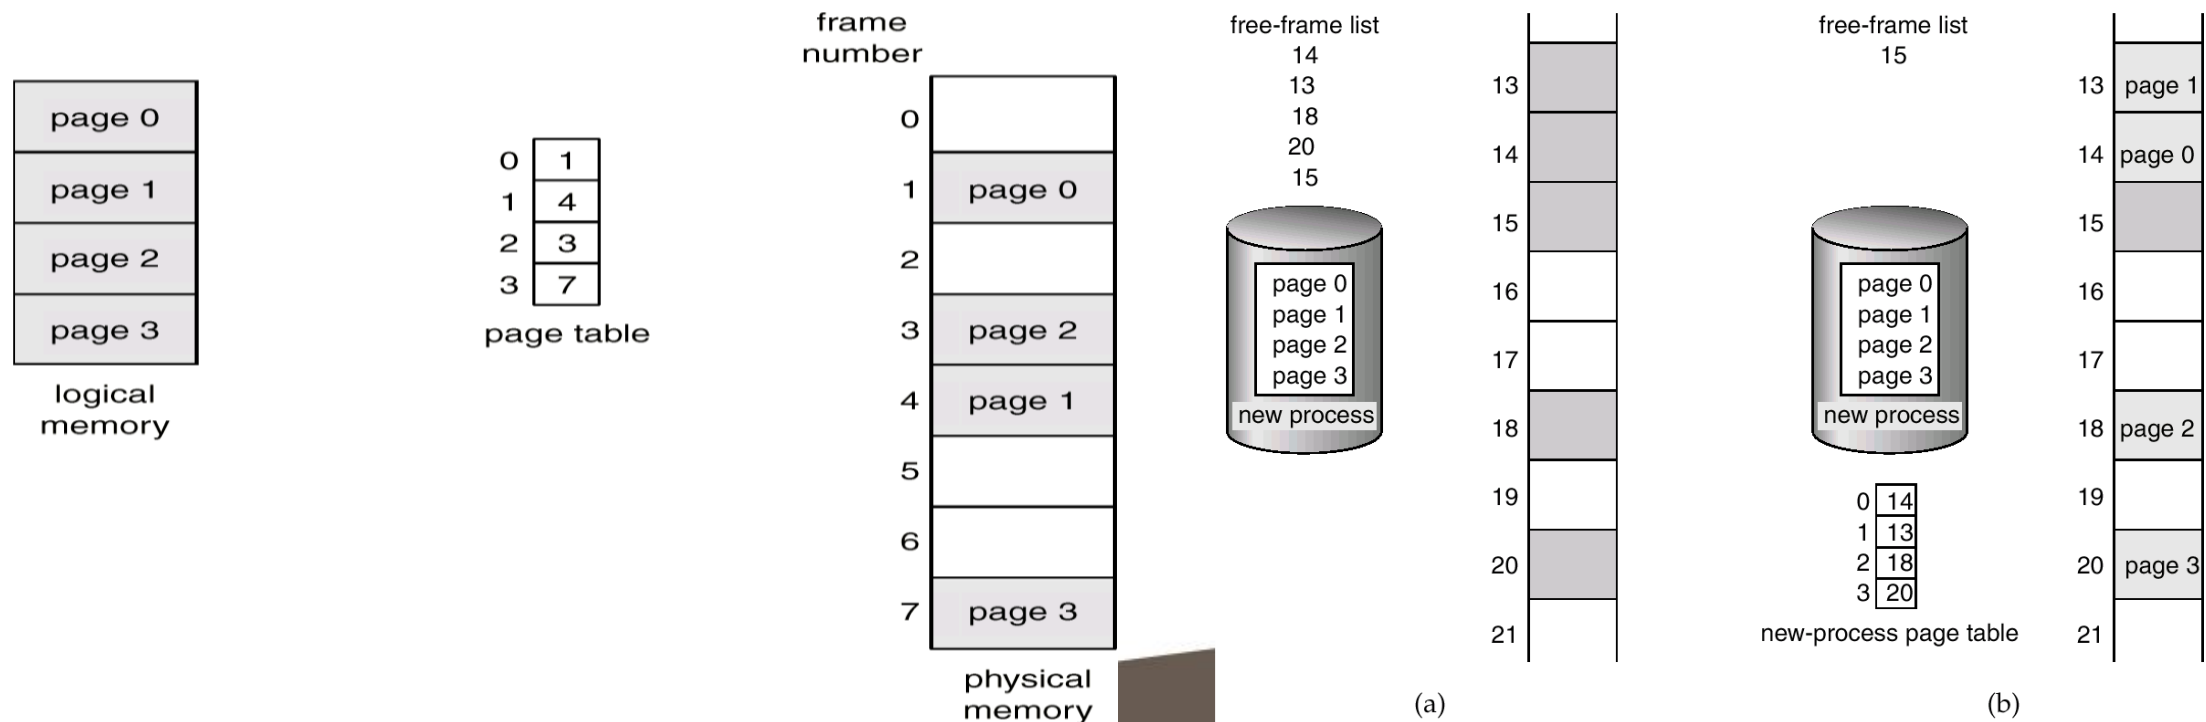 page 0
page 1
page 2
page 3
logical
memory
0 1
1 4
2 3
3 7
page table
frame
number
0
1 page 0
2
3 page 2
4 page 1
5
6
7 page 3
physical
memory
free-frame list
14
13
18
20
15
page 0
page 1
page 2
page 3
new process
13
14
15
16
17
18
19
20
21
(a)
free-frame list
15
page 0
page 1
page 2
page 3
new process
0 14
1 13
2 18
3 20
new-process page table
13 page 1
14 page 0
15
16
17
18 page 2
19
20 page 3
21
(b)